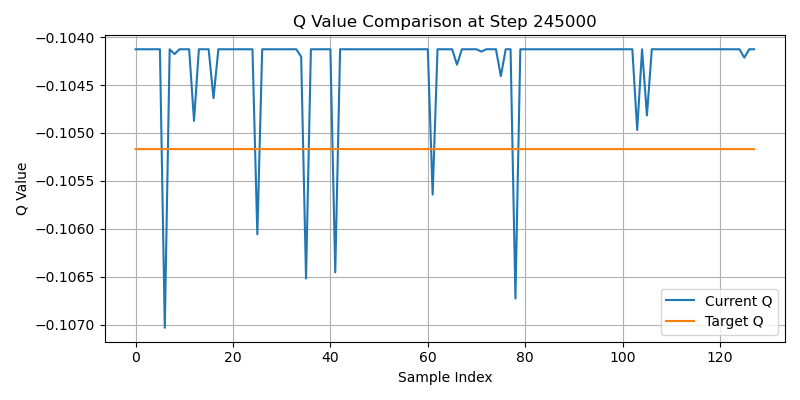 Q Value Comparison at Step 245000
Q Value
−0.1040
−0.1045
−0.1050
−0.1055
−0.1060
−0.1065
−0.1070
0 20 40 60 80 100 120
Sample Index
Current Q
Target Q